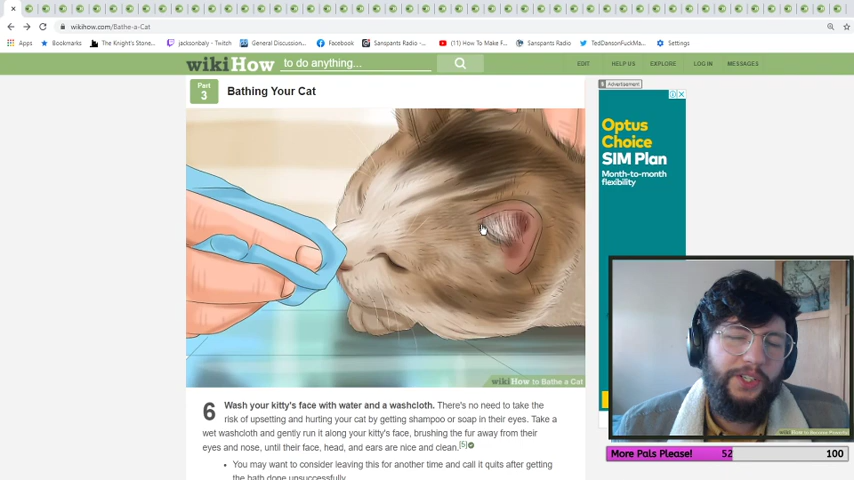 wikihow.com/Bathe-a-Cat
Apps
Bookmarks
The Knight's Stone...
jacksonbaly - Twitch
General Discussion...
Facebook
Sanspants Radio -...
(11) How To Make F...
Sanspants Radio
TedDansonFuckMa...
Settings
wikiHow to do anything...
EDIT
HELP US
EXPLORE
LOG IN
MESSAGES
Part
3
Bathing Your Cat
Advertisement
Optus
Choice
SIM Plan
Month-to-month
flexibility
wikiHow to Bathe a Cat
6 Wash your kitty's face with water and a washcloth. There's no need to take the
risk of upsetting and hurting your cat by getting shampoo or soap in their eyes. Take a
wet washcloth and gently run it along your kitty's face, brushing the fur away from their
eyes and nose, until their face, head, and ears are nice and clean.[5]
• You may want to consider leaving this for another time and call it quits after getting
the bath done unsuccessfully.
More Pals Please! 52 100